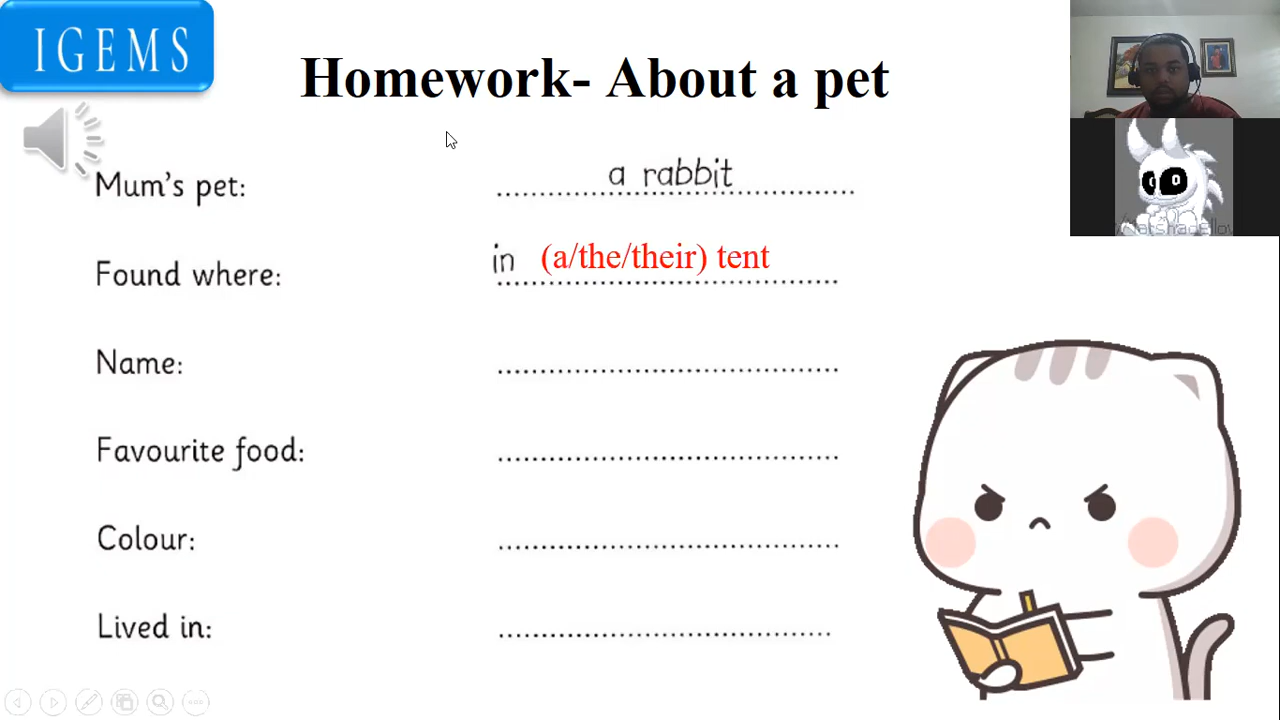 IGEMS
Homework- About a pet
Mum's pet: a rabbit
Found where: in (a/the/their) tent
Name:
Favourite food:
Colour:
Lived in: